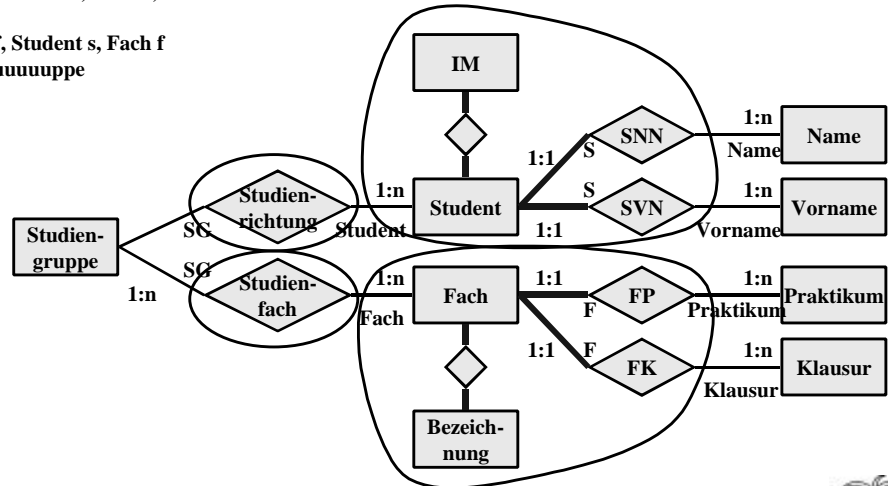 , Student s, Fach f
uuuuuppe
IM
1:n
SNN
Name
1:1
S
Name
Studien-
richtung
1:n
Student
S
SVN
1:n
Vorname
SG
Student
1:1
Vorname
Studien-
gruppe
SG
1:n
Studien-
fach
1:n
Fach
Fach
1:1
F
FP
1:n
Praktikum
Praktikum
1:1
F
FK
1:n
Klausur
Klausur
Bezeich-
nung